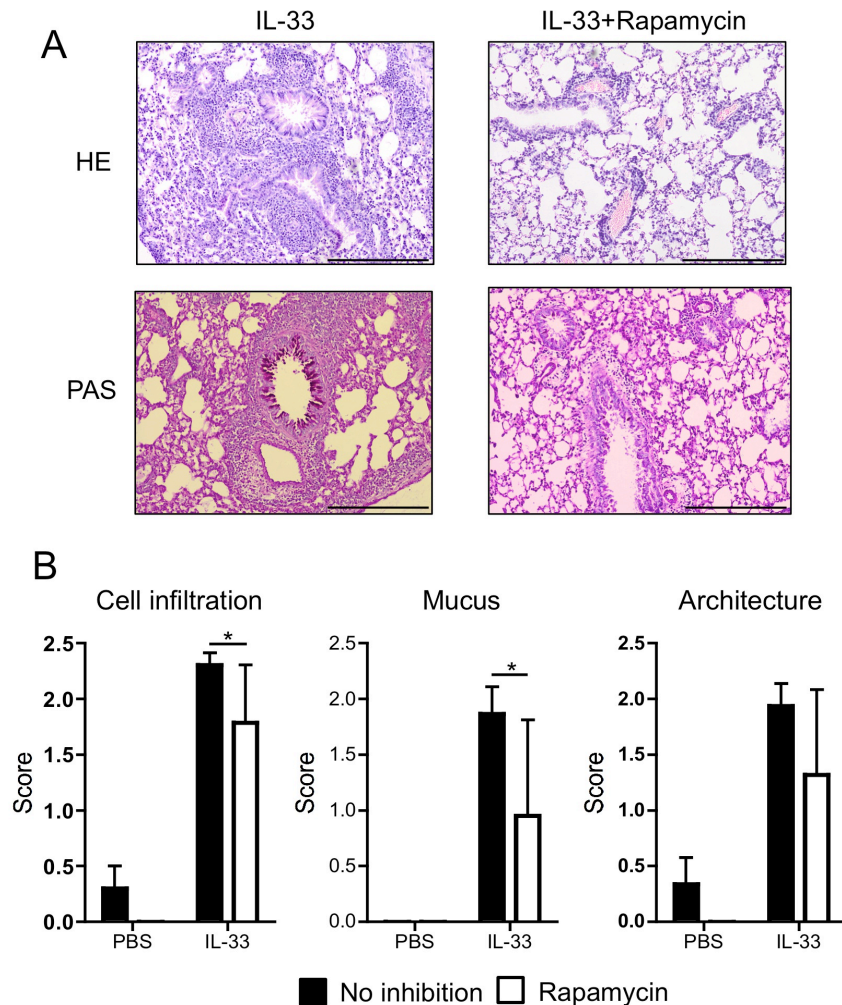 A
IL-33
IL-33+Rapamycin
HE
PAS
B
Cell infiltration
Mucus
Architecture
Score
2.5
2.0
1.5
1.0
0.5
0.0
*
PBS
IL-33
Score
2.5
2.0
1.5
1.0
0.5
0.0
*
PBS
IL-33
Score
2.5
2.0
1.5
1.0
0.5
0.0
PBS
IL-33
No inhibition
Rapamycin